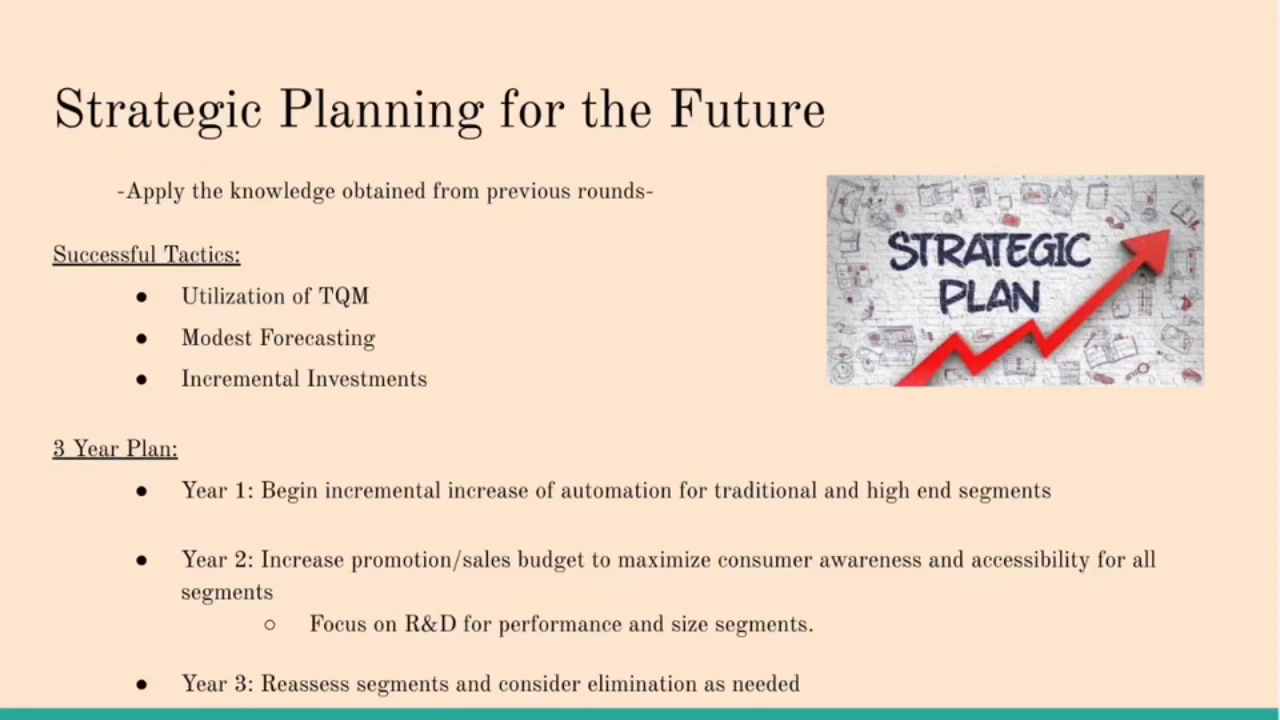 Strategic Planning for the Future
-Apply the knowledge obtained from previous rounds-
STRATEGIC
PLAN
Successful Tactics:
● Utilization of TQM
● Modest Forecasting
● Incremental Investments
3 Year Plan:
● Year 1: Begin incremental increase of automation for traditional and high end segments
● Year 2: Increase promotion/sales budget to maximize consumer awareness and accessibility for all
segments
○ Focus on R&D for performance and size segments.
● Year 3: Reassess segments and consider elimination as needed